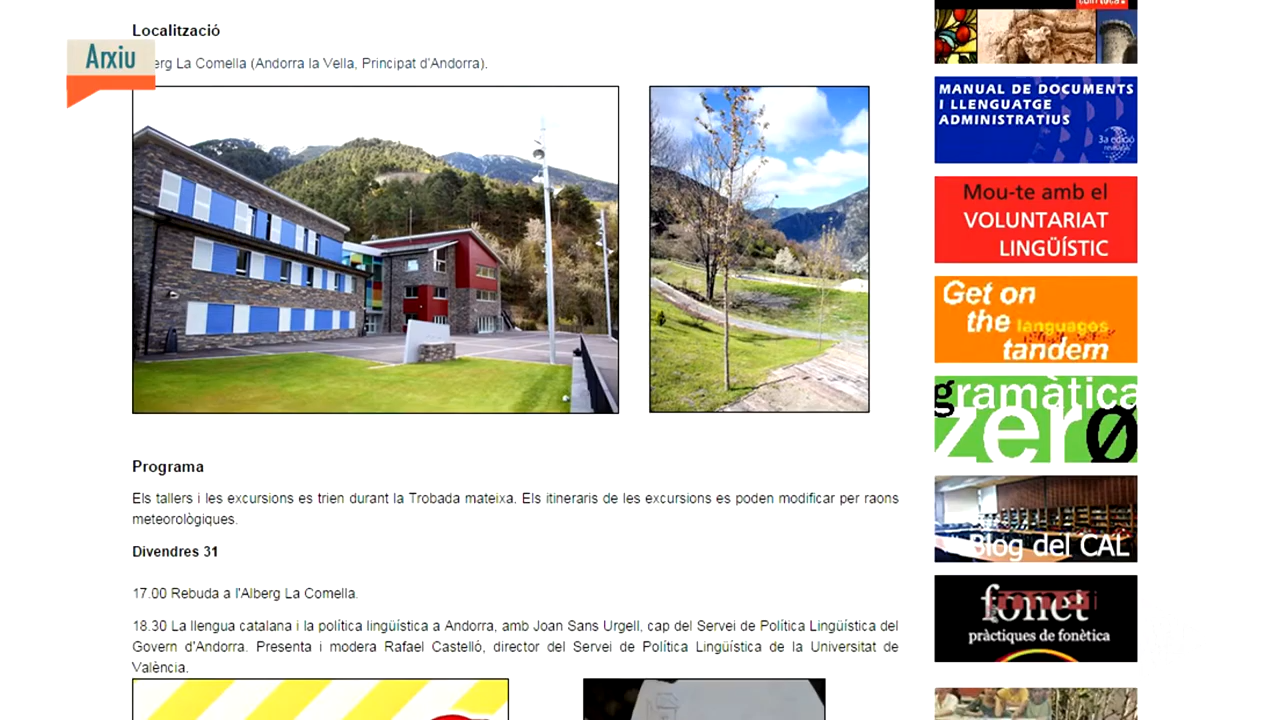 Localització
Arxiu
erg La Comella (Andorra la Vella, Principat d'Andorra).
Programa
Els tallers i les excursions es trien durant la Trobada mateixa. Els itineraris de les excursions es poden modificar per raons
meteorològiques.
Divendres 31
17.00 Rebuda a l'Alberg La Comella.
18.30 La llengua catalana i la política lingüística a Andorra, amb Joan Sans Urgell, cap del Servei de Política Lingüística del
Govern d'Andorra. Presenta i modera Rafael Castelló, director del Servei de Política Lingüística de la Universitat de
València.
MANUAL DE DOCUMENTS
I LLENGUATGE
ADMINISTRATIUS
3a edició
Mou-te amb el
VOLUNTARIAT
LINGÜÍSTIC
Get on
the languages
tandem
gramàtica
zerø
Blog del CAL
fonet
pràctiques de fonètica